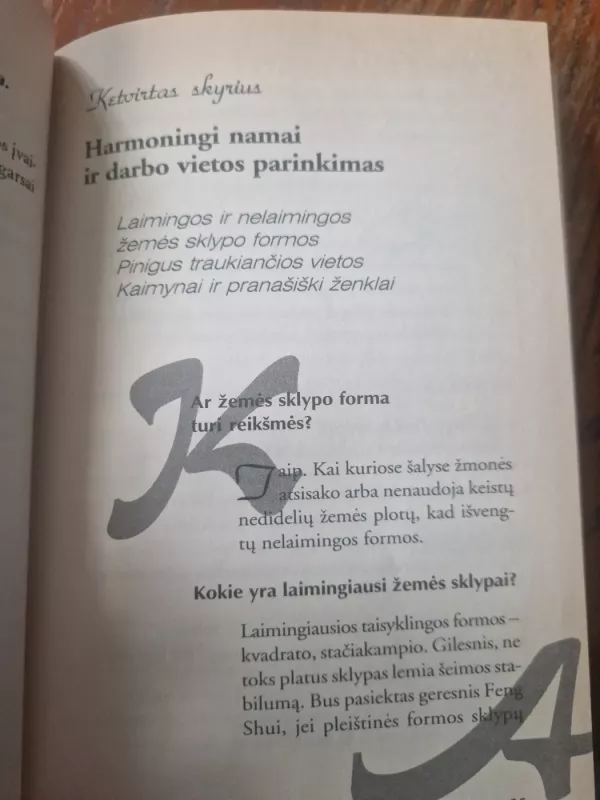 a.
s įvai-
garsai
Ketvirtas skyrius
Harmoningi namai
ir darbo vietos parinkimas
Laimingos ir nelaimingos
žemės sklypo formos
Pinigus traukiančios vietos
Kaimynai ir pranašiški ženklai
K
Ar žemės sklypo forma
turi reikšmės?
Taip. Kai kuriose šalyse žmonės
atsisako arba nenaudoja keistų
nedidelių žemės plotų, kad išveng-
tų nelaimingos formos.
Kokie yra laimingiausi žemės sklypai?
Laimingiausios taisyklingos formos –
kvadrato, stačiakampio. Gilesnis, ne
toks platus sklypas lemia šeimos sta-
bilumą. Bus pasiektas geresnis Feng
Shui, jei pleištinės formos sklypų
A